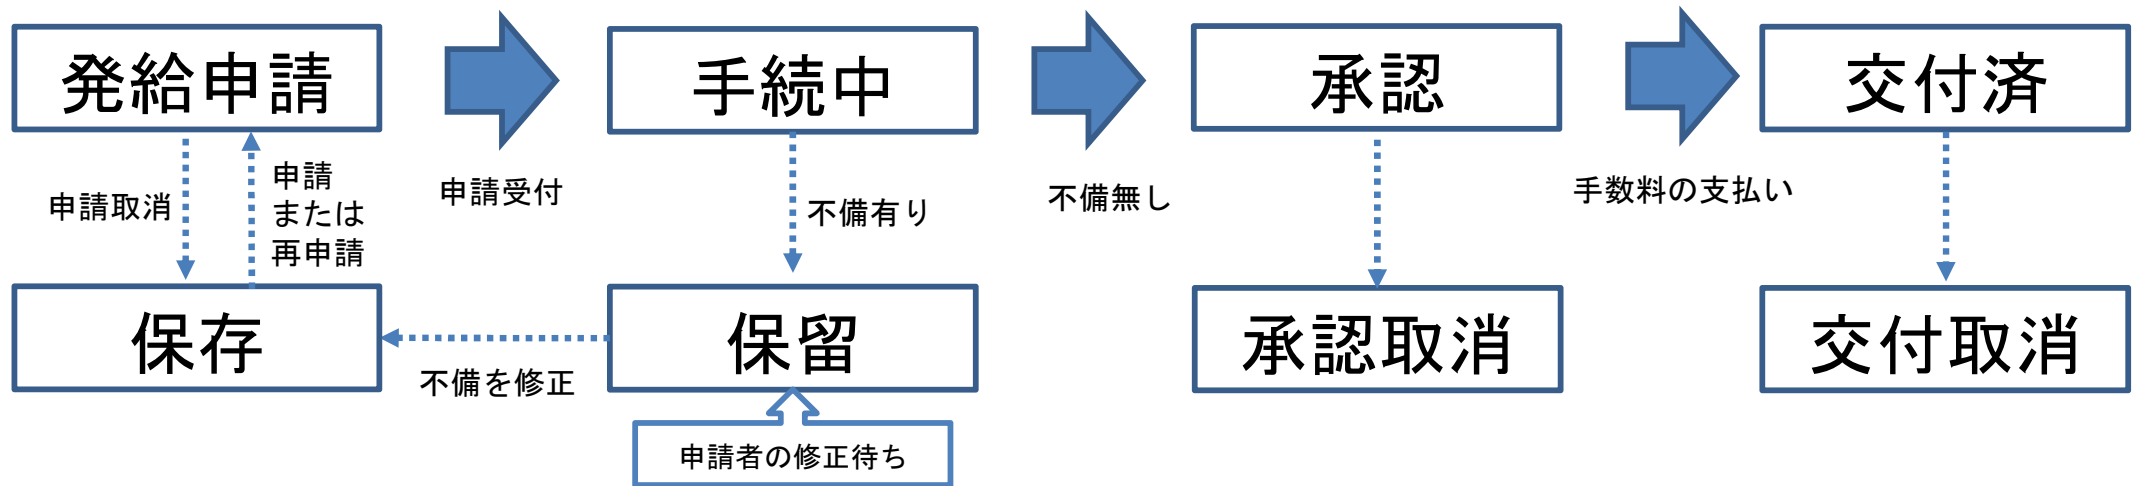 発給申請
手続中
承認
交付済
申請取消
申請
または
再申請
申請受付
不備有り
不備無し
手数料の支払い
保存
保留
承認取消
交付取消
不備を修正
申請者の修正待ち